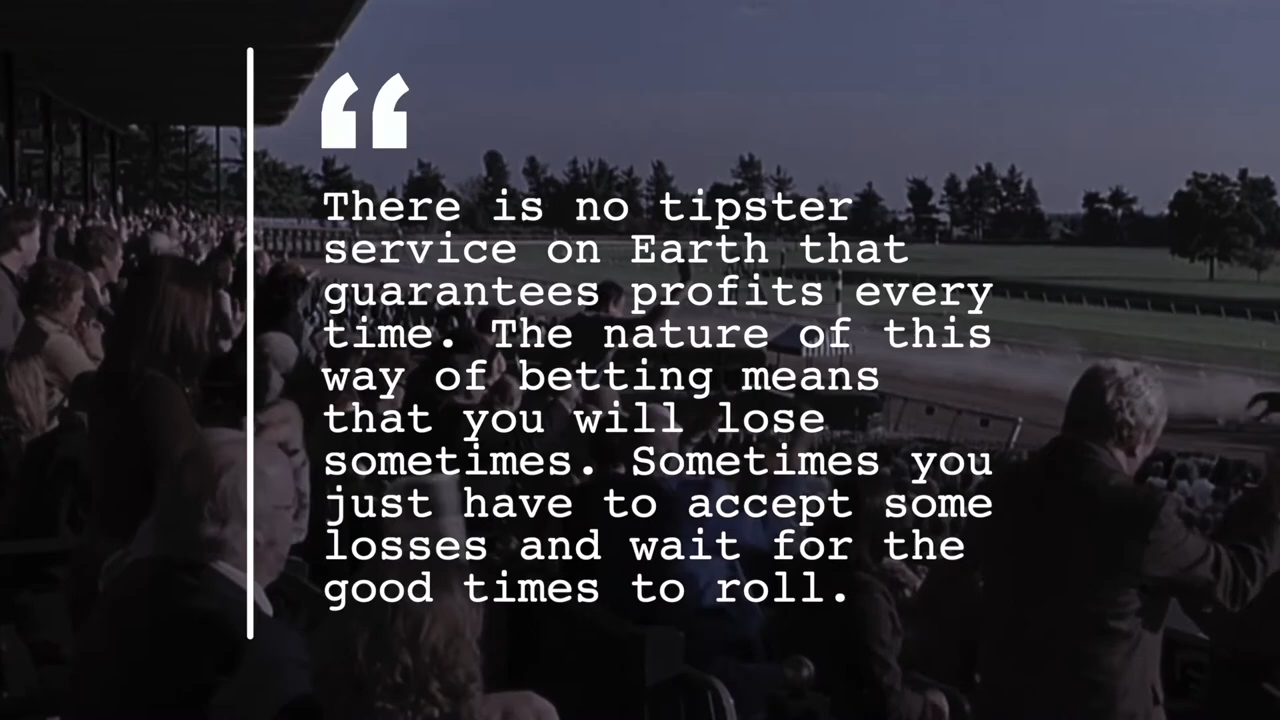 “
There is no tipster
service on Earth that
guarantees profits every
time. The nature of this
way of betting means
that you will lose
sometimes. Sometimes you
just have to accept some
losses and wait for the
good times to roll.